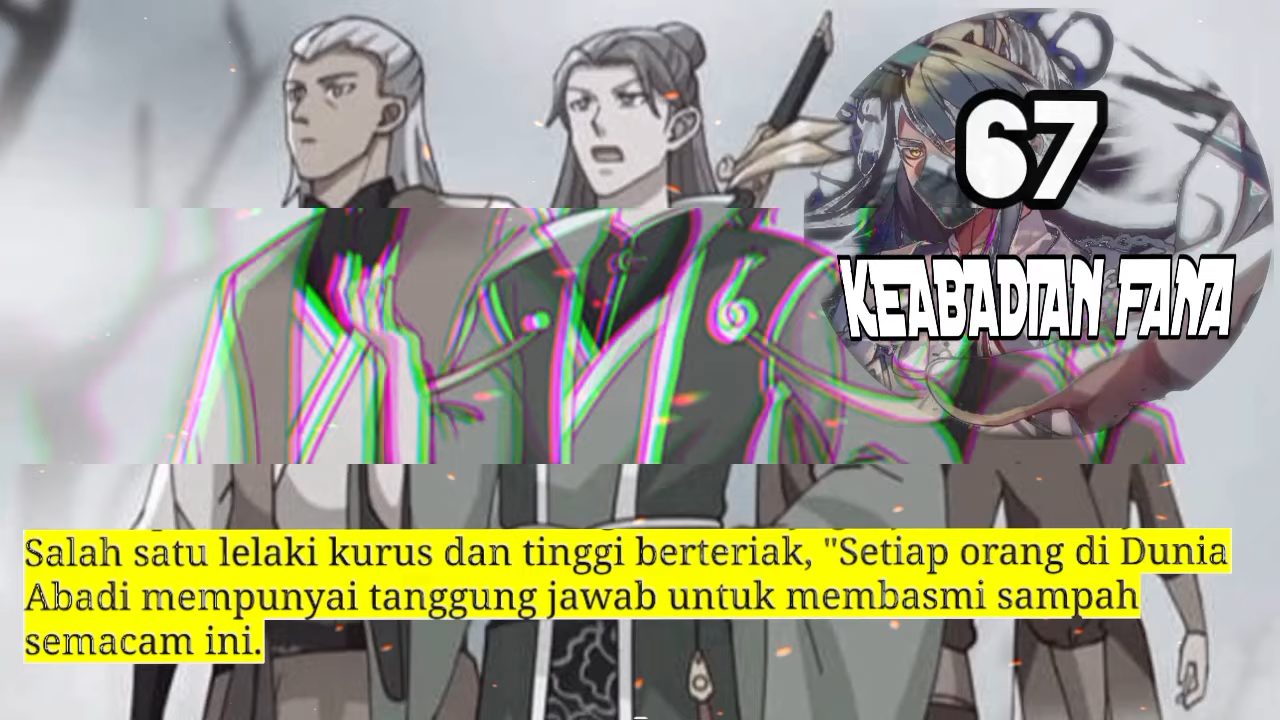 67
KEABADIAN FANA
Salah satu lelaki kurus dan tinggi berteriak, "Setiap orang di Dunia
Abadi mempunyai tanggung jawab untuk membasmi sampah
semacam ini.